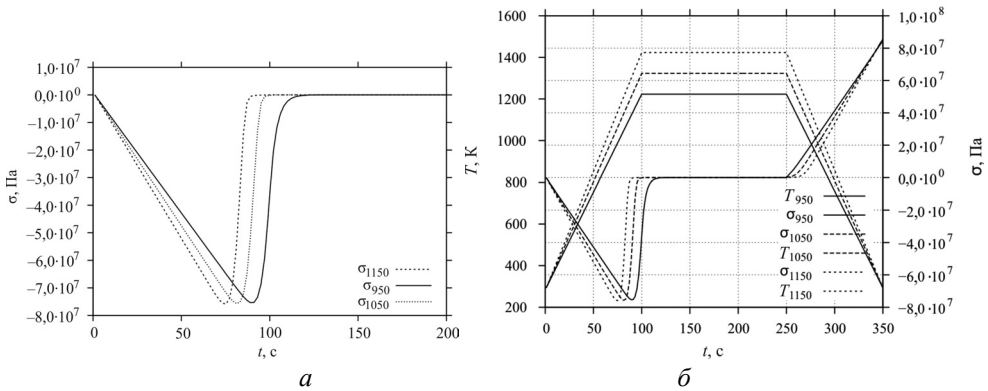 σ, Па
1,0·10⁷
0,0·10⁰
–1,0·10⁷
–2,0·10⁷
–3,0·10⁷
–4,0·10⁷
–5,0·10⁷
–6,0·10⁷
–7,0·10⁷
–8,0·10⁷
0
50
100
150
200
t, с
σ₁₁₅₀
σ₉₅₀
σ₁₀₅₀
а
T, К
1600
1400
1200
1000
800
600
400
200
0
50
100
150
200
250
300
350
t, с
1,0·10⁸
8,0·10⁷
6,0·10⁷
4,0·10⁷
2,0·10⁷
0,0·10⁰
–2,0·10⁷
–4,0·10⁷
–6,0·10⁷
–8,0·10⁷
σ, Па
T₉₅₀
σ₉₅₀
σ₁₀₅₀
T₁₀₅₀
σ₁₁₅₀
T₁₁₅₀
б